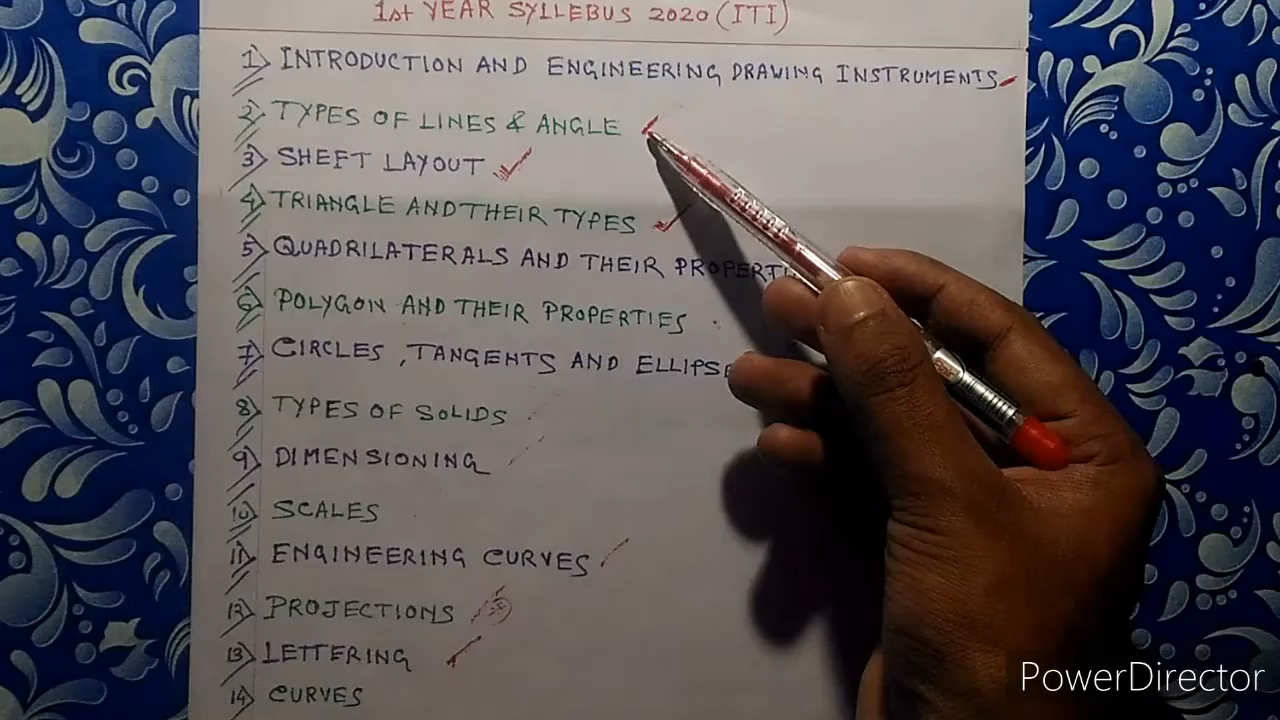 1st YEAR SYLLEBUS 2020 (ITI)
1) INTRODUCTION AND ENGINEERING DRAWING INSTRUMENTS
2) TYPES OF LINES & ANGLE
3) SHEET LAYOUT
4) TRIANGLE AND THEIR TYPES
5) QUADRILATERALS AND THEIR PROPERTI
6) POLYGON AND THEIR PROPERTIES
7) CIRCLES, TANGENTS AND ELLIPSE
8) TYPES OF SOLIDS
9) DIMENSIONING
10) SCALES
11) ENGINEERING CURVES
12) PROJECTIONS
13) LETTERING
14) CURVES
PowerDirector